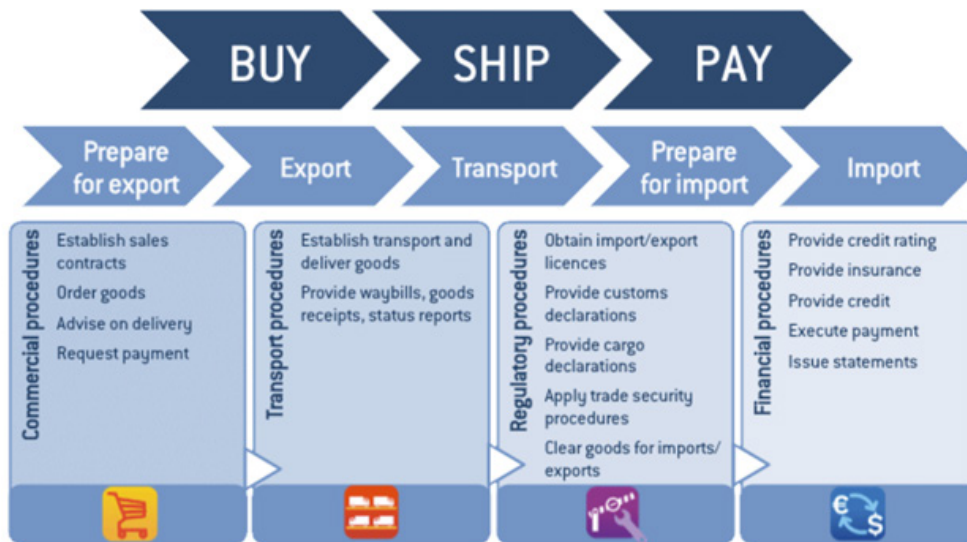 BUY
SHIP
PAY
Prepare
for export
Export
Transport
Prepare
for import
Import
Commercial procedures
Establish sales
contracts
Order goods
Advise on delivery
Request payment
Transport procedures
Establish transport and
deliver goods
Provide waybills, goods
receipts, status reports
Regulatory procedures
Obtain import/export
licences
Provide customs
declarations
Provide cargo
declarations
Apply trade security
procedures
Clear goods for imports/
exports
Financial procedures
Provide credit rating
Provide insurance
Provide credit
Execute payment
Issue statements
€
$